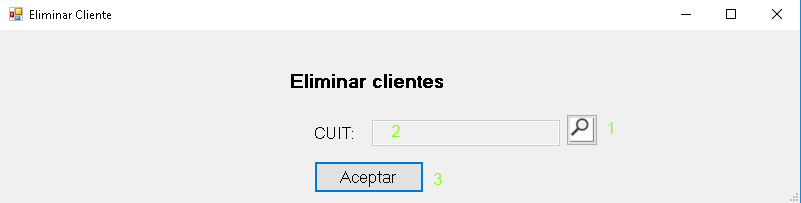 Eliminar Cliente
Eliminar clientes
CUIT: 2 1
Aceptar 3